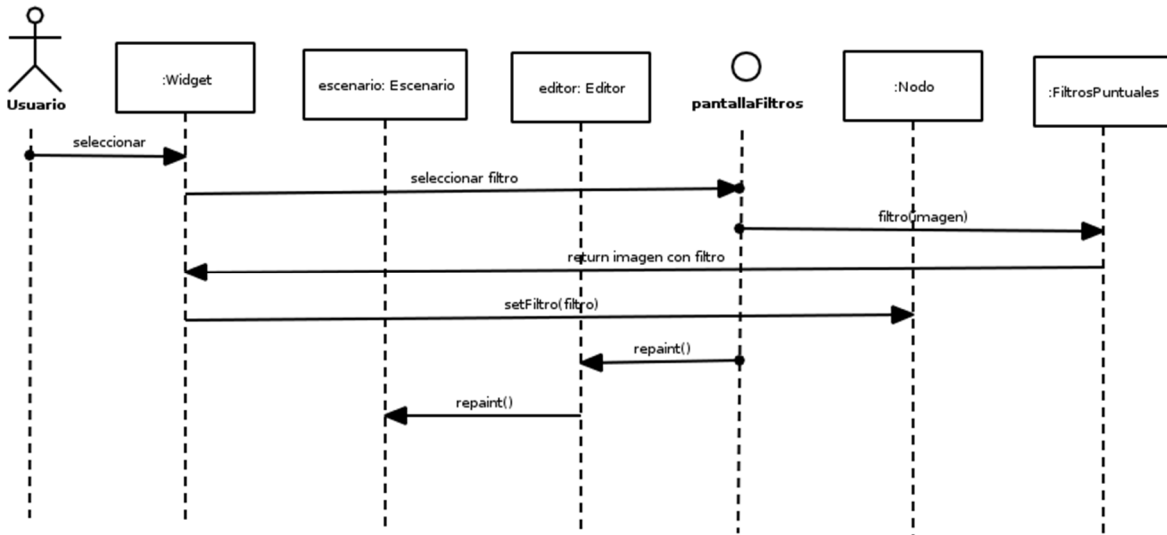 Usuario
:Widget
escenario: Escenario
editor: Editor
pantallaFiltros
:Nodo
:FiltrosPuntuales
seleccionar
seleccionar filtro
filtro(imagen)
return imagen con filtro
setFiltro(filtro)
repaint()
repaint()